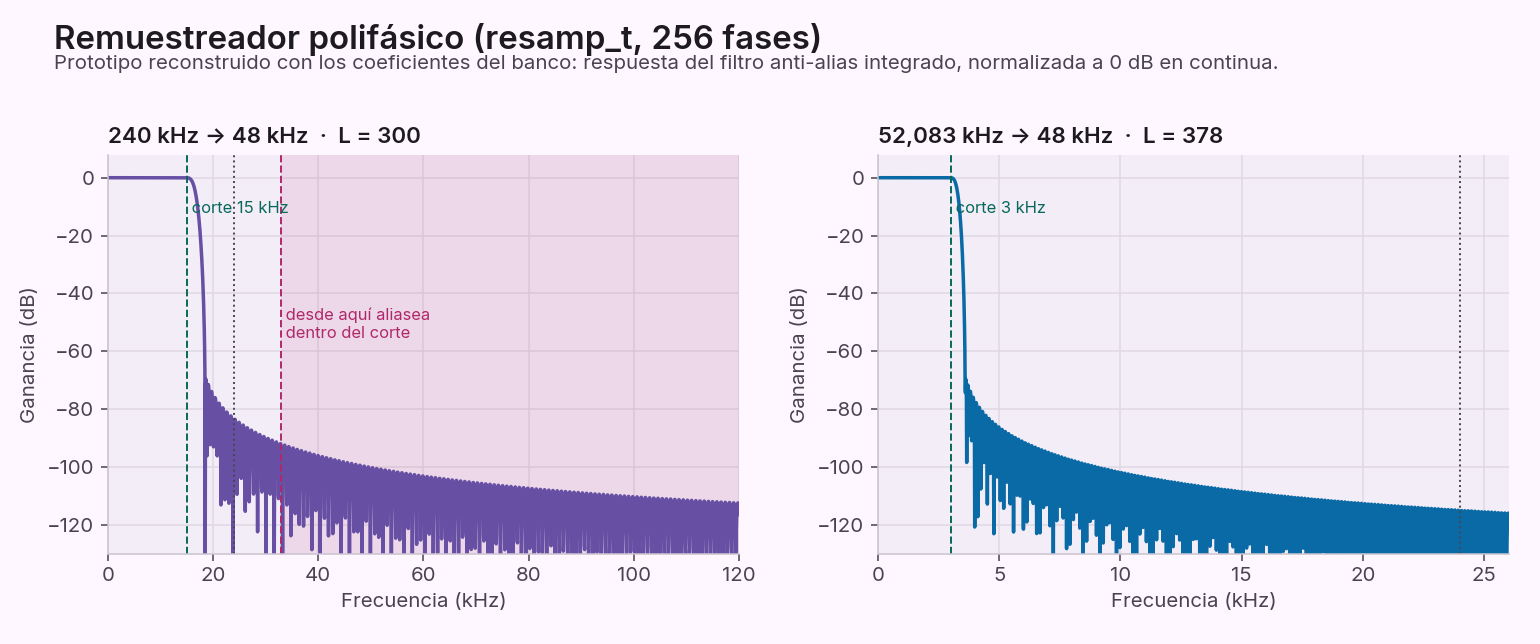 Remuestreador polifásico (resamp_t, 256 fases)
Prototipo reconstruido con los coeficientes del banco: respuesta del filtro anti-alias integrado, normalizada a 0 dB en continua.
240 kHz → 48 kHz · L = 300
0
−20
−40
−60
−80
−100
−120
Ganancia (dB)
corte 15 kHz
desde aquí aliasea
dentro del corte
0
20
40
60
80
100
120
Frecuencia (kHz)
52,083 kHz → 48 kHz · L = 378
0
−20
−40
−60
−80
−100
−120
Ganancia (dB)
corte 3 kHz
0
5
10
15
20
25
Frecuencia (kHz)